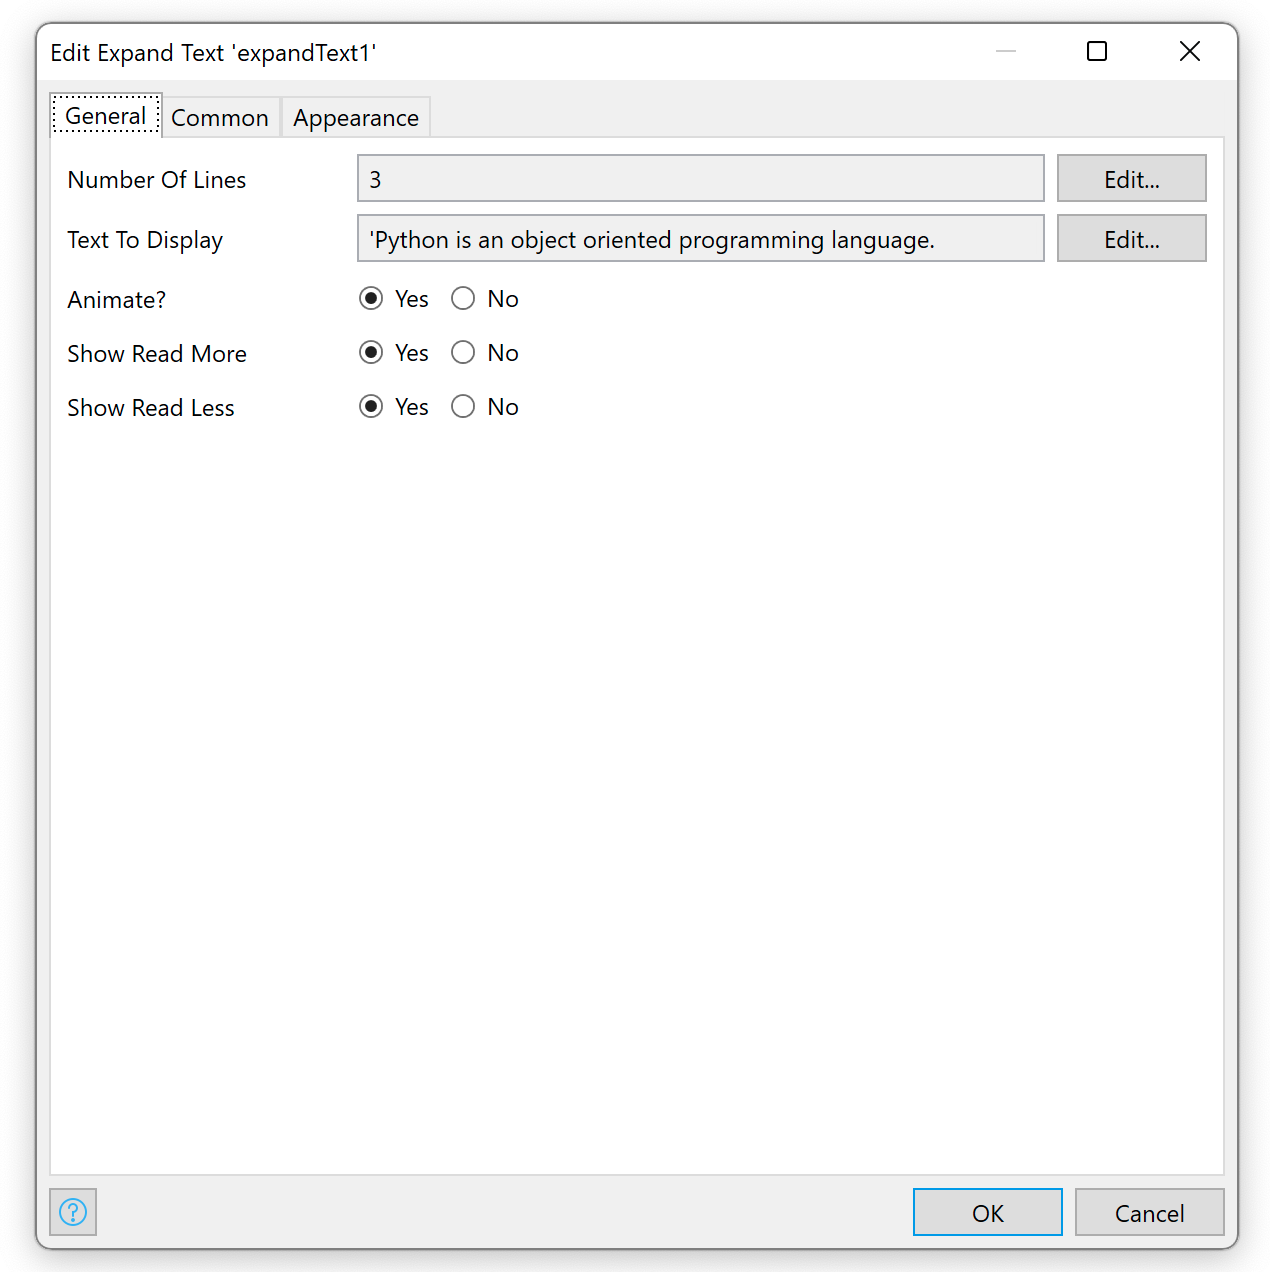 Edit Expand Text 'expandText1'
General Common Appearance
Number Of Lines 3 Edit...
Text To Display 'Python is an object oriented programming language. Edit...
Animate? Yes No
Show Read More Yes No
Show Read Less Yes No
? OK Cancel